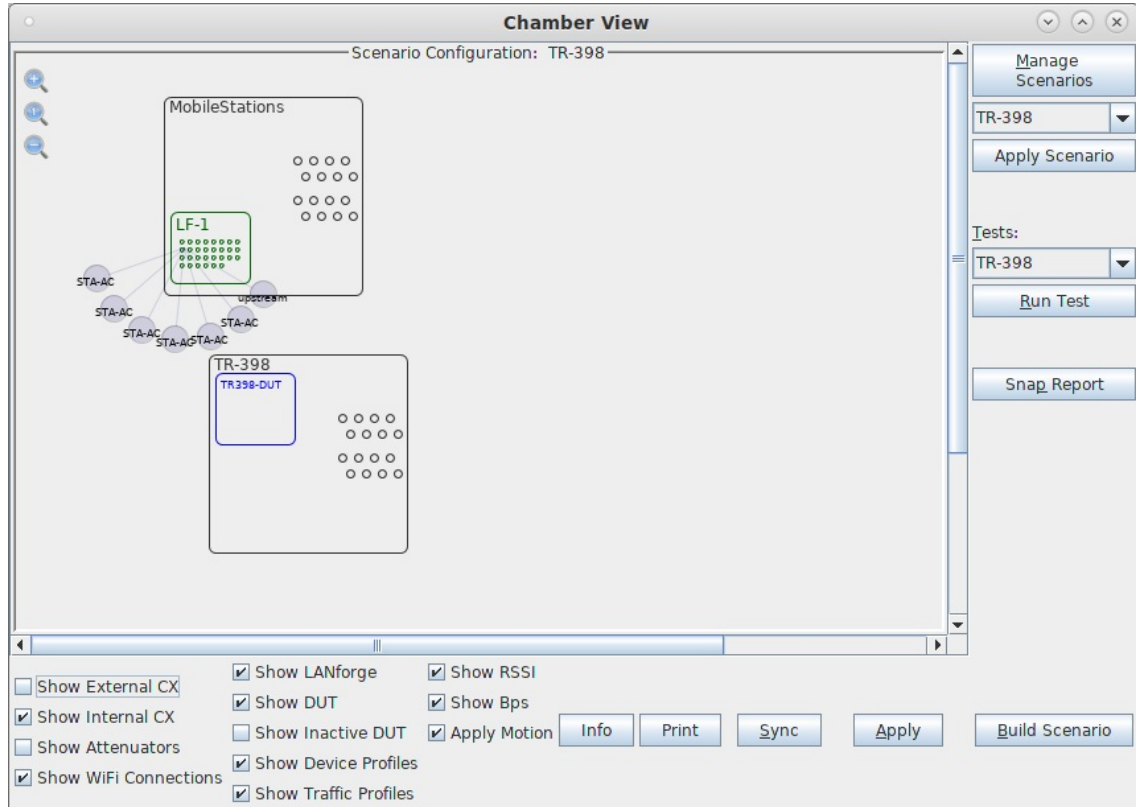 Chamber View
Scenario Configuration: TR-398
MobileStations
LF-1
STA-AC
STA-AC
STA-AC
STA-AC
STA-AC
STA-AC
upstream
TR-398
TR398-DUT
Manage
Scenarios
TR-398
Apply Scenario
Tests:
TR-398
Run Test
Snap Report
Show External CX
Show Internal CX
Show Attenuators
Show WiFi Connections
Show LANforge
Show DUT
Show Inactive DUT
Show Device Profiles
Show Traffic Profiles
Show RSSI
Show Bps
Apply Motion
Info
Print
Sync
Apply
Build Scenario